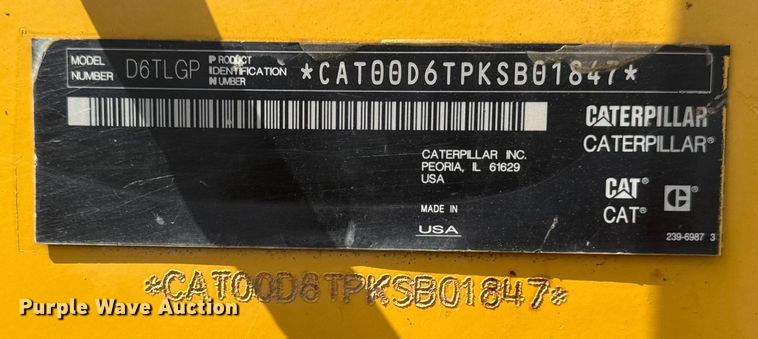 MODEL NUMBER D6TLGP PRODUCT IDENTIFICATION NUMBER *CAT00D6TPKSB01847*
CATERPILLAR®
CATERPILLAR®
CATERPILLAR INC.
PEORIA, IL 61629
USA
CAT® C®
CAT®
MADE IN
USA
239-6987 3
*CAT00D6TPKSB01847*
Purple Wave Auction